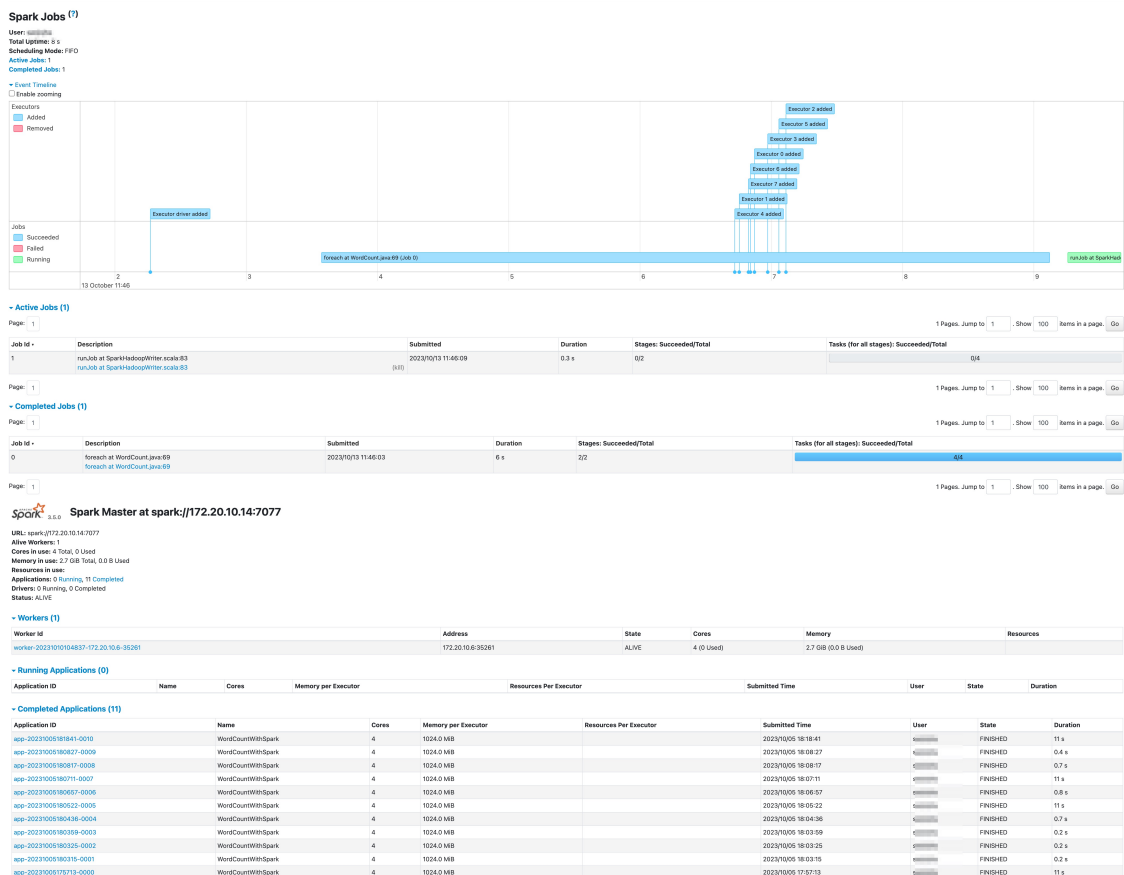 Spark Jobs (?)
User:
Total Uptime: 8 s
Scheduling Mode: FIFO
Active Jobs: 1
Completed Jobs: 1
Event Timeline
Enable zooming
Executors
Added
Removed
Executor 2 added
Executor 5 added
Executor 3 added
Executor 0 added
Executor 6 added
Executor 7 added
Executor 1 added
Executor driver added Executor 4 added
Jobs
Succeeded
Failed
Running
foreach at WordCount.java:69 (Job 0) runJob at SparkHad
2 3 4 5 6 7 8 9
13 October 11:46
Active Jobs (1)
Page: 1 1 Pages. Jump to 1 . Show 100 items in a page. Go
Job Id Description Submitted Duration Stages: Succeeded/Total Tasks (for all stages): Succeeded/Total
1 runJob at SparkHadoopWriter.scala:83 2023/10/13 11:46:09 0.3 s 0/2 0/4
runJob at SparkHadoopWriter.scala:83 (kill)
Page: 1 1 Pages. Jump to 1 . Show 100 items in a page. Go
Completed Jobs (1)
Page: 1 1 Pages. Jump to 1 . Show 100 items in a page. Go
Job Id Description Submitted Duration Stages: Succeeded/Total Tasks (for all stages): Succeeded/Total
0 foreach at WordCount.java:69 2023/10/13 11:46:03 6 s 2/2 4/4
foreach at WordCount.java:69
Page: 1 1 Pages. Jump to 1 . Show 100 items in a page. Go
Spark 3.5.0 Spark Master at spark://172.20.10.14:7077
URL: spark://172.20.10.14:7077
Alive Workers: 1
Cores in use: 4 Total, 0 Used
Memory in use: 2.7 GiB Total, 0.0 B Used
Resources in use:
Applications: 0 Running, 11 Completed
Drivers: 0 Running, 0 Completed
Status: ALIVE
Workers (1)
Worker Id Address State Cores Memory Resources
worker-20231010104837-172.20.10.6-35261 172.20.10.6:35261 ALIVE 4 (0 Used) 2.7 GiB (0.0 B Used)
Running Applications (0)
Application ID Name Cores Memory per Executor Resources Per Executor Submitted Time User State Duration
Completed Applications (11)
Application ID Name Cores Memory per Executor Resources Per Executor Submitted Time User State Duration
app-20231005181841-0010 WordCountWithSpark 4 1024.0 MiB 2023/10/05 18:18:41 FINISHED 11 s
app-20231005180827-0009 WordCountWithSpark 4 1024.0 MiB 2023/10/05 18:08:27 FINISHED 0.4 s
app-20231005180817-0008 WordCountWithSpark 4 1024.0 MiB 2023/10/05 18:08:17 FINISHED 0.7 s
app-20231005180711-0007 WordCountWithSpark 4 1024.0 MiB 2023/10/05 18:07:11 FINISHED 11 s
app-20231005180657-0006 WordCountWithSpark 4 1024.0 MiB 2023/10/05 18:06:57 FINISHED 0.8 s
app-20231005180522-0005 WordCountWithSpark 4 1024.0 MiB 2023/10/05 18:05:22 FINISHED 11 s
app-20231005180436-0004 WordCountWithSpark 4 1024.0 MiB 2023/10/05 18:04:36 FINISHED 0.7 s
app-20231005180359-0003 WordCountWithSpark 4 1024.0 MiB 2023/10/05 18:03:59 FINISHED 0.2 s
app-20231005180325-0002 WordCountWithSpark 4 1024.0 MiB 2023/10/05 18:03:25 FINISHED 0.2 s
app-20231005180315-0001 WordCountWithSpark 4 1024.0 MiB 2023/10/05 18:03:15 FINISHED 0.2 s
app-20231005175713-0000 WordCountWithSpark 4 1024.0 MiB 2023/10/05 17:57:13 FINISHED 11 s